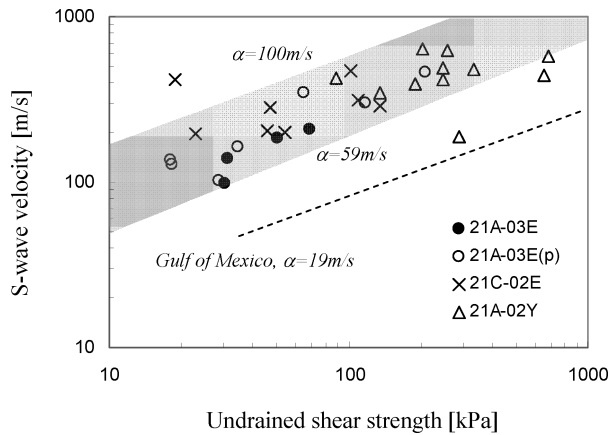 1000
100
10
S-wave velocity [m/s]
α=100m/s
α=59m/s
Gulf of Mexico, α=19m/s
21A-03E
21A-03E(p)
21C-02E
21A-02Y
10
100
1000
Undrained shear strength [kPa]